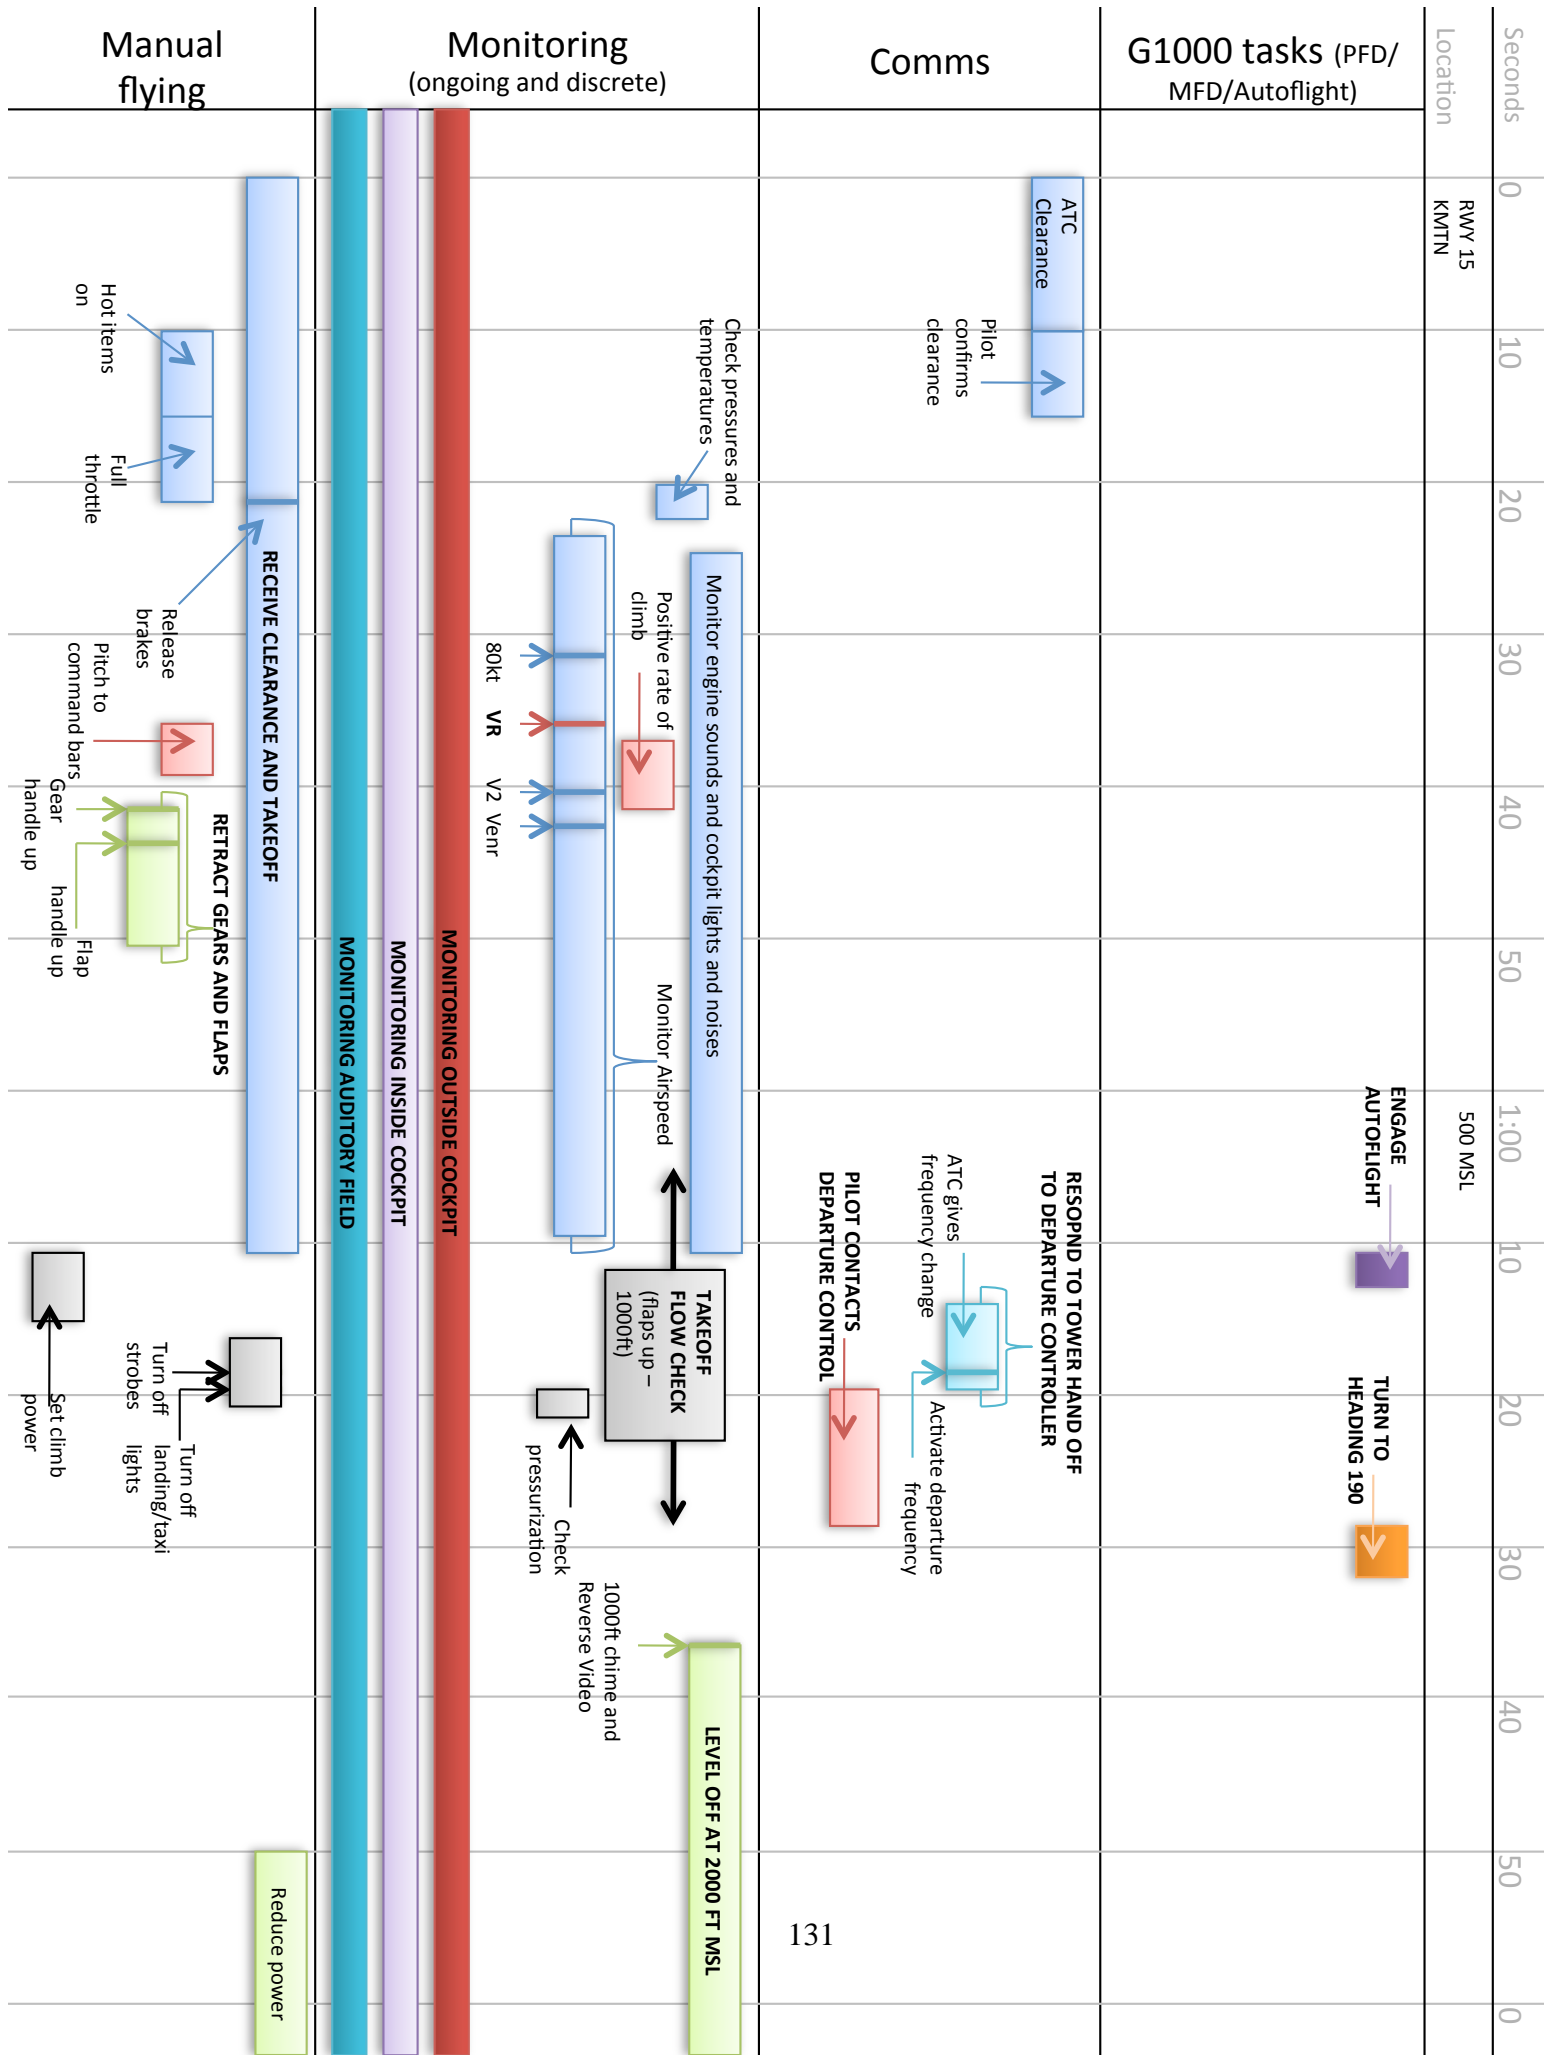 Manual
flying
Monitoring
(ongoing and discrete)
Comms
G1000 tasks (PFD/
MFD/Autoflight)
Location
Seconds
0
10
20
30
40
50
1:00
10
20
30
40
50
0
RWY 15
KMTN
500 MSL
ENGAGE
AUTOFLIGHT
TURN TO
HEADING 190
ATC
Clearance
Pilot
confirms
clearance
RESOPND TO TOWER HAND OFF
TO DEPARTURE CONTROLLER
ATC gives
frequency change
Activate departure
frequency
PILOT CONTACTS
DEPARTURE CONTROL
Check pressures and
temperatures
Monitor engine sounds and cockpit lights and noises
Positive rate of
climb
Monitor Airspeed
80kt
VR
V2
Venr
TAKEOFF
FLOW CHECK
(flaps up –
1000ft)
Check
pressurization
1000ft chime and
Reverse Video
LEVEL OFF AT 2000 FT MSL
MONITORING OUTSIDE COCKPIT
MONITORING INSIDE COCKPIT
MONITORING AUDITORY FIELD
RECEIVE CLEARANCE AND TAKEOFF
Hot items
on
Full
throttle
Release
brakes
Pitch to
command bars
RETRACT GEARS AND FLAPS
Gear
handle up
Flap
handle up
Turn off
strobes
Turn off
landing/taxi
lights
Set climb
power
Reduce power
131